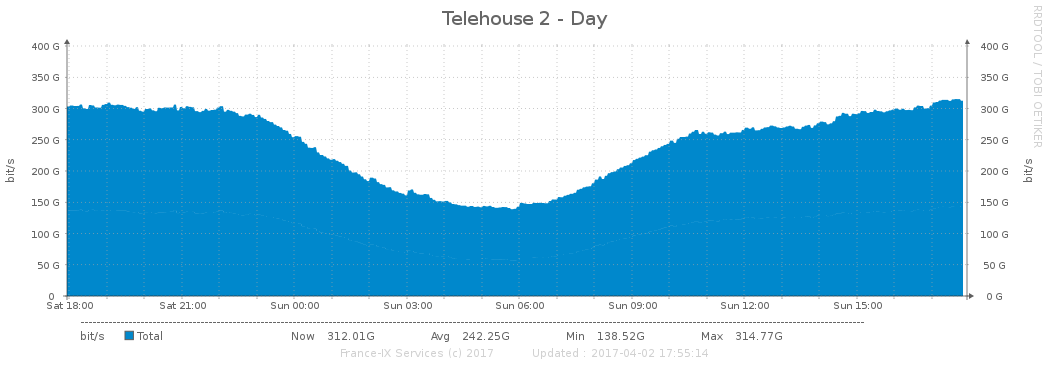 Telehouse 2 - Day
RRDTOOL / TOBI OETIKER
400 G 400 G
350 G 350 G
300 G 300 G
250 G 250 G
200 G 200 G
150 G 150 G
100 G 100 G
50 G 50 G
0 0 G
bit/s bit/s
Sat 18:00 Sat 21:00 Sun 00:00 Sun 03:00 Sun 06:00 Sun 09:00 Sun 12:00 Sun 15:00
bit/s Total Now 312.01G Avg 242.25G Min 138.52G Max 314.77G
France-IX Services (c) 2017 Updated : 2017-04-02 17:55:14